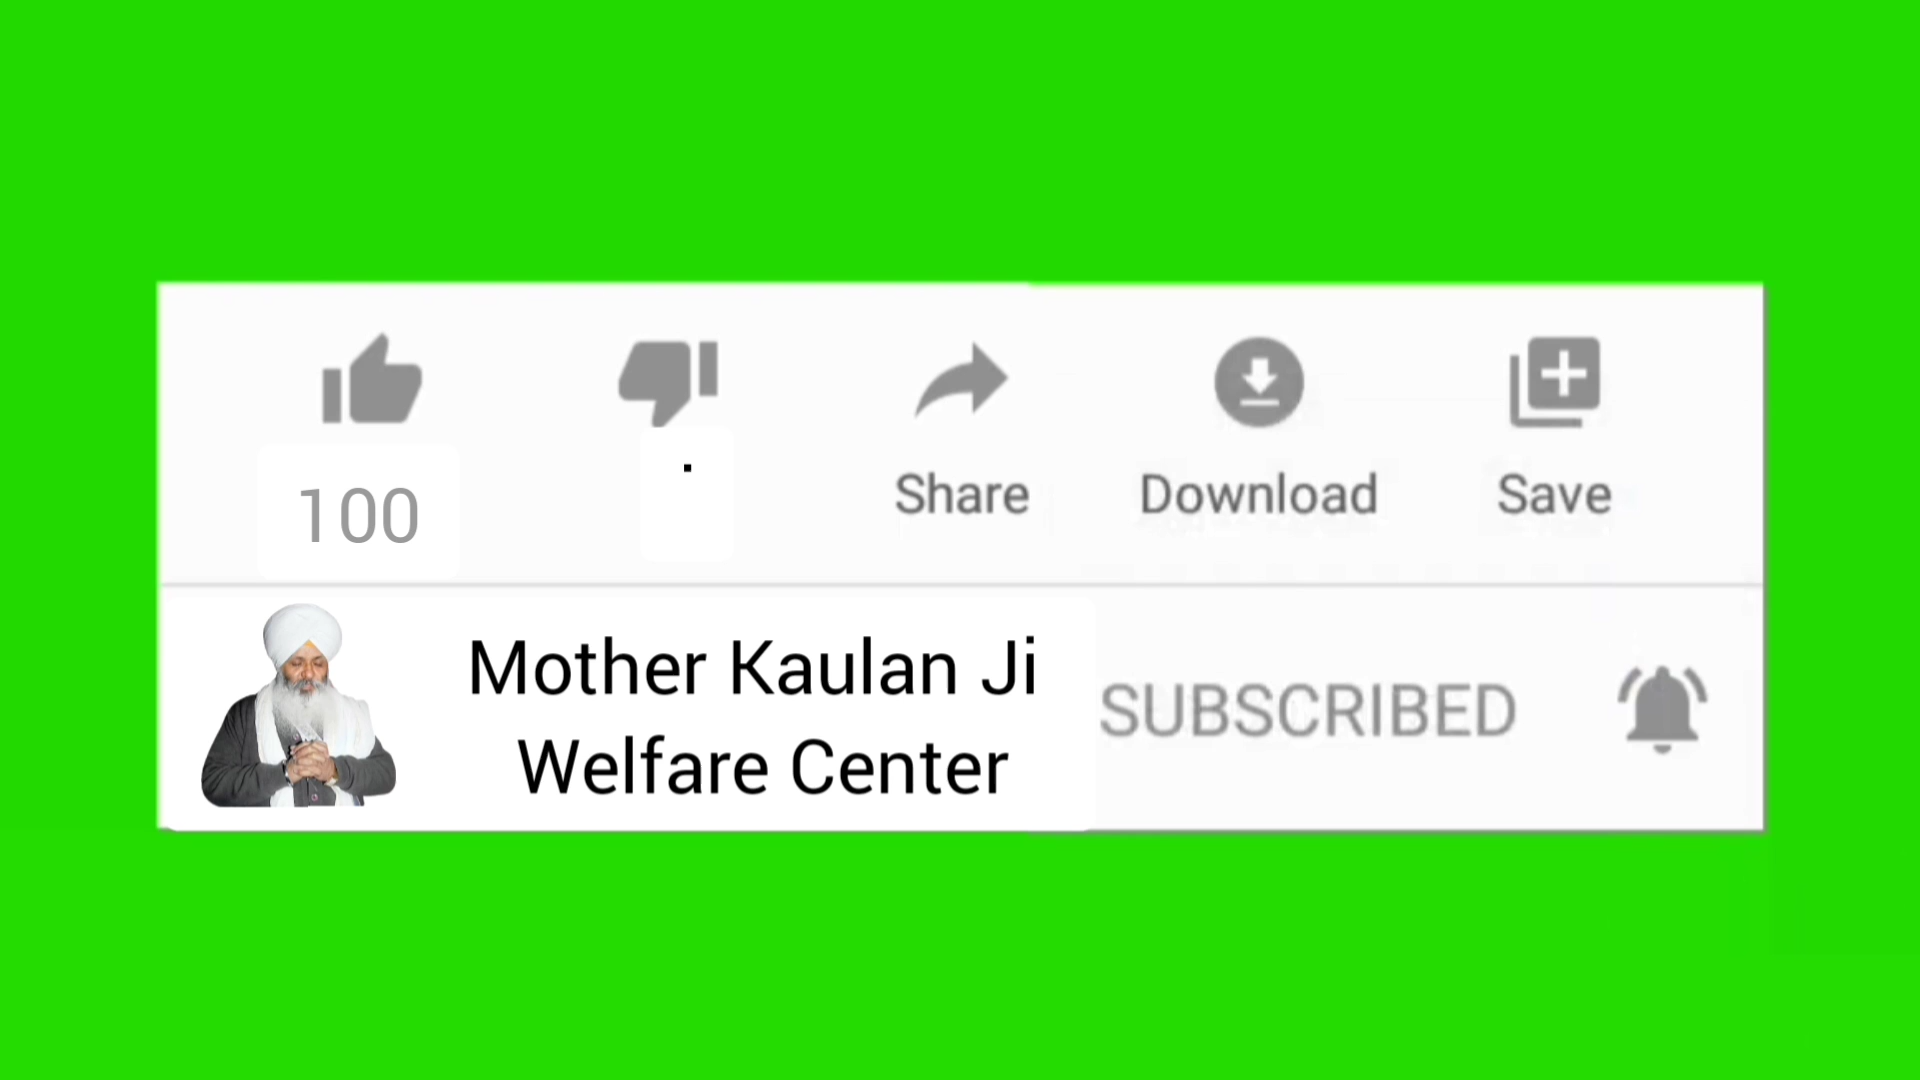 100
.
Share
Download
Save
Mother Kaulan Ji
Welfare Center
SUBSCRIBED